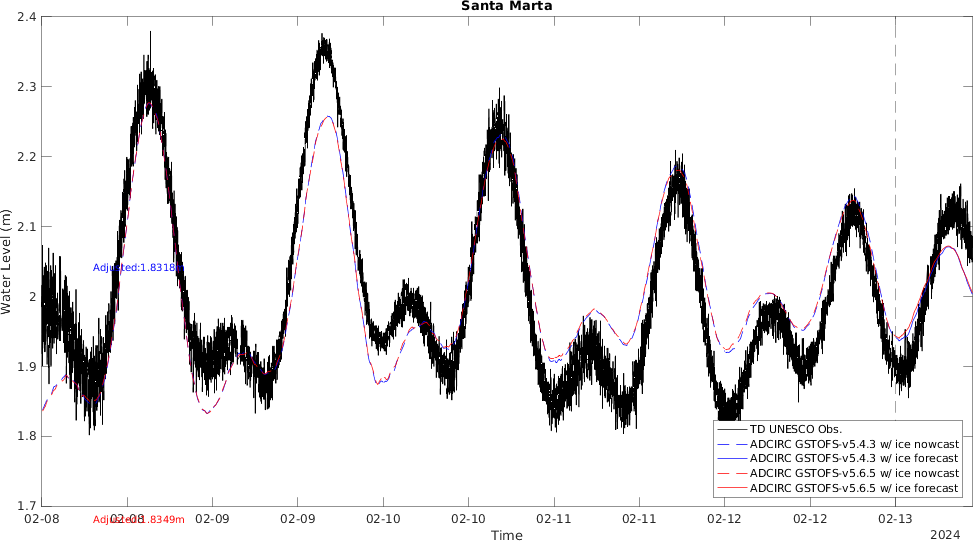 Santa Marta
2.4
2.3
2.2
2.1
2
1.9
1.8
1.7
Water Level (m)
Adjusted:1.8318m
Adjusted:1.8349m
TD UNESCO Obs.
ADCIRC GSTOFS-v5.4.3 w/ ice nowcast
ADCIRC GSTOFS-v5.4.3 w/ ice forecast
ADCIRC GSTOFS-v5.6.5 w/ ice nowcast
ADCIRC GSTOFS-v5.6.5 w/ ice forecast
02-08 02-08 02-09 02-09 02-10 02-10 02-11 02-11 02-12 02-12 02-13
Time
2024